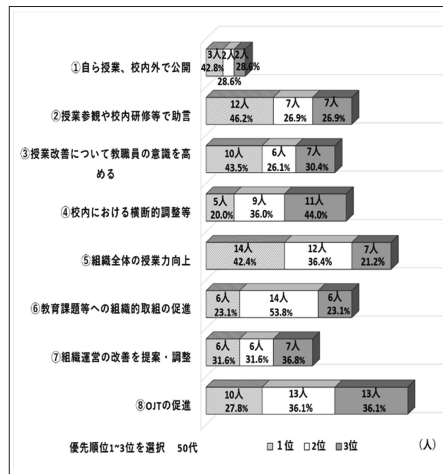 ①自ら授業、校内外で公開
3人 2人 2人
42.8% 28.6%
28.6%
②授業参観や校内研修等で助言
12人 7人 7人
46.2% 26.9% 26.9%
③授業改善について教職員の意識を高
める
10人 6人 7人
43.5% 26.1% 30.4%
④校内における横断的調整等
5人 9人 11人
20.0% 36.0% 44.0%
⑤組織全体の授業力向上
14人 12人 7人
42.4% 36.4% 21.2%
⑥教育課題等への組織的取組の促進
6人 14人 6人
23.1% 53.8% 23.1%
⑦組織運営の改善を提案・調整
6人 6人 7人
31.6% 31.6% 36.8%
⑧OJTの促進
10人 13人 13人
27.8% 36.1% 36.1%
優先順位1~3位を選択 50代 1位 2位 3位 (人)